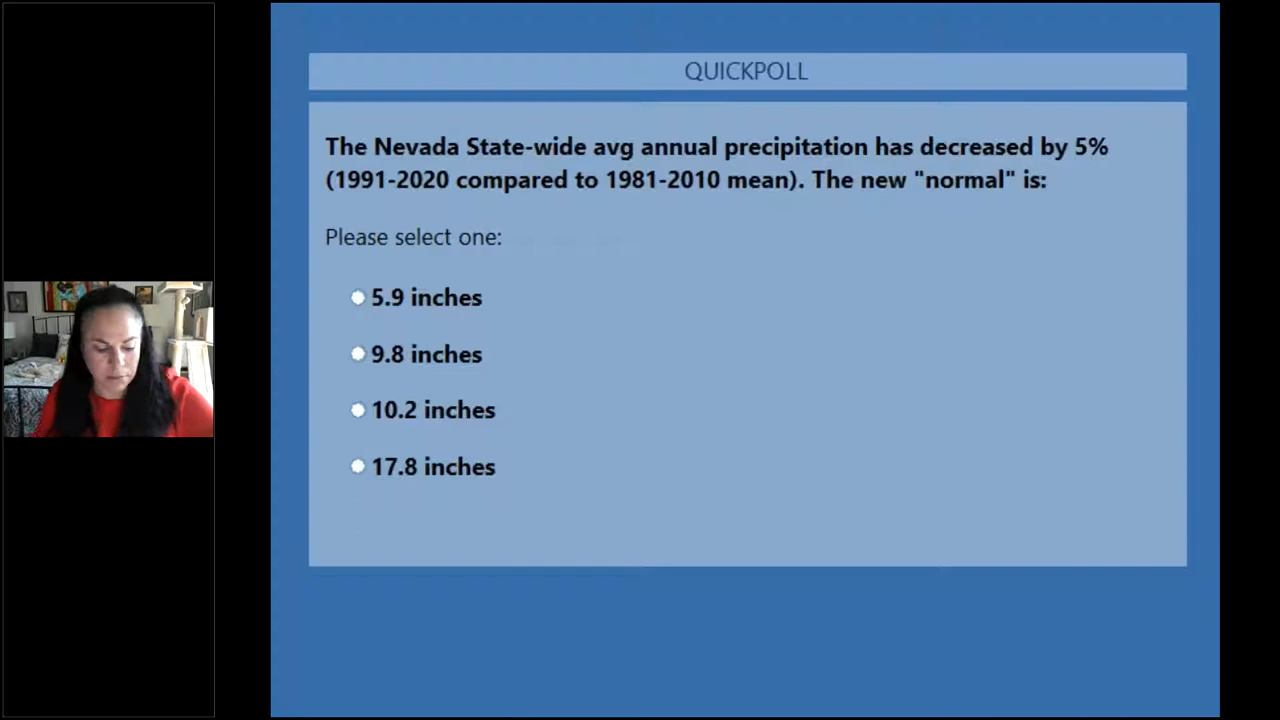 QUICKPOLL
The Nevada State-wide avg annual precipitation has decreased by 5%
(1991-2020 compared to 1981-2010 mean). The new "normal" is:
Please select one:
5.9 inches
9.8 inches
10.2 inches
17.8 inches